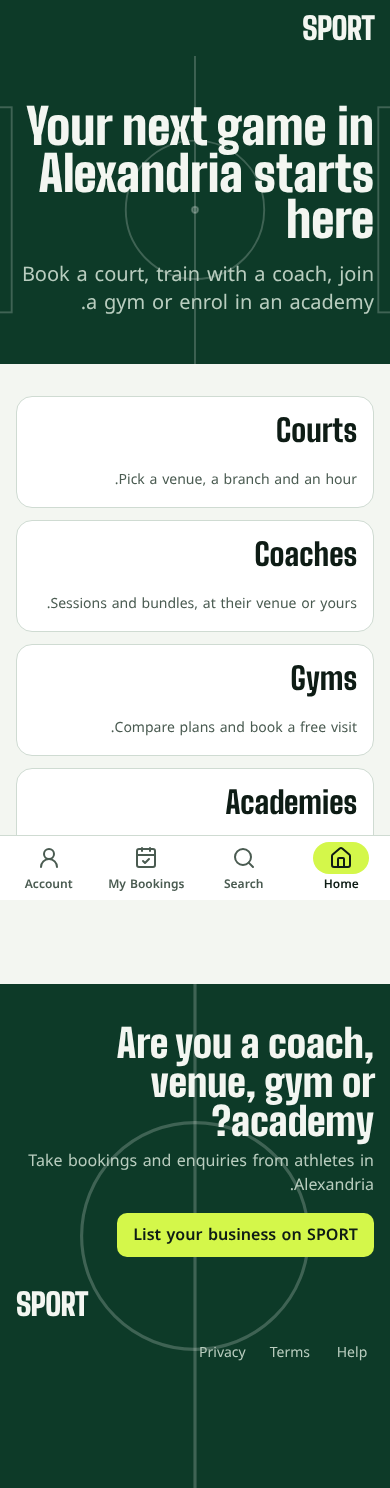 SPORT
Your next game in
Alexandria starts
here
Book a court, train with a coach, join
.a gym or enrol in an academy
Courts
.Pick a venue, a branch and an hour
Coaches
.Sessions and bundles, at their venue or yours
Gyms
.Compare plans and book a free visit
Academies
Account My Bookings Search Home
Are you a coach,
venue, gym or
?academy
Take bookings and enquiries from athletes in
.Alexandria
List your business on SPORT
SPORT
Privacy Terms Help